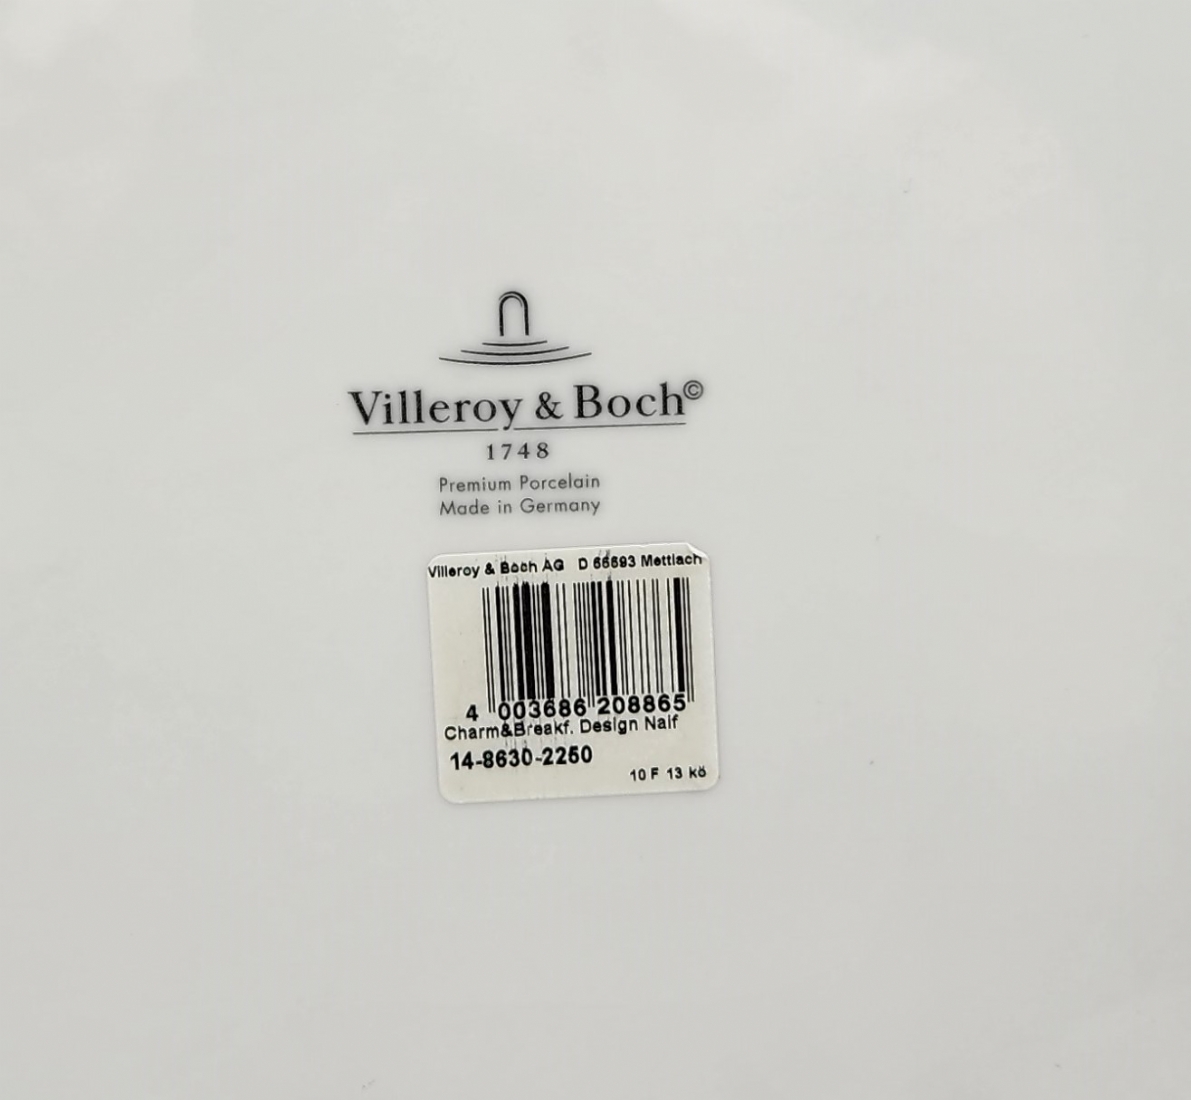 Villeroy & Boch©
1748
Premium Porcelain
Made in Germany
Villeroy & Boch AG D 66693 Mettlach
4 003686 208865
Charm&Breakf. Design Naif
14-8630-2250
10 F 13 kö